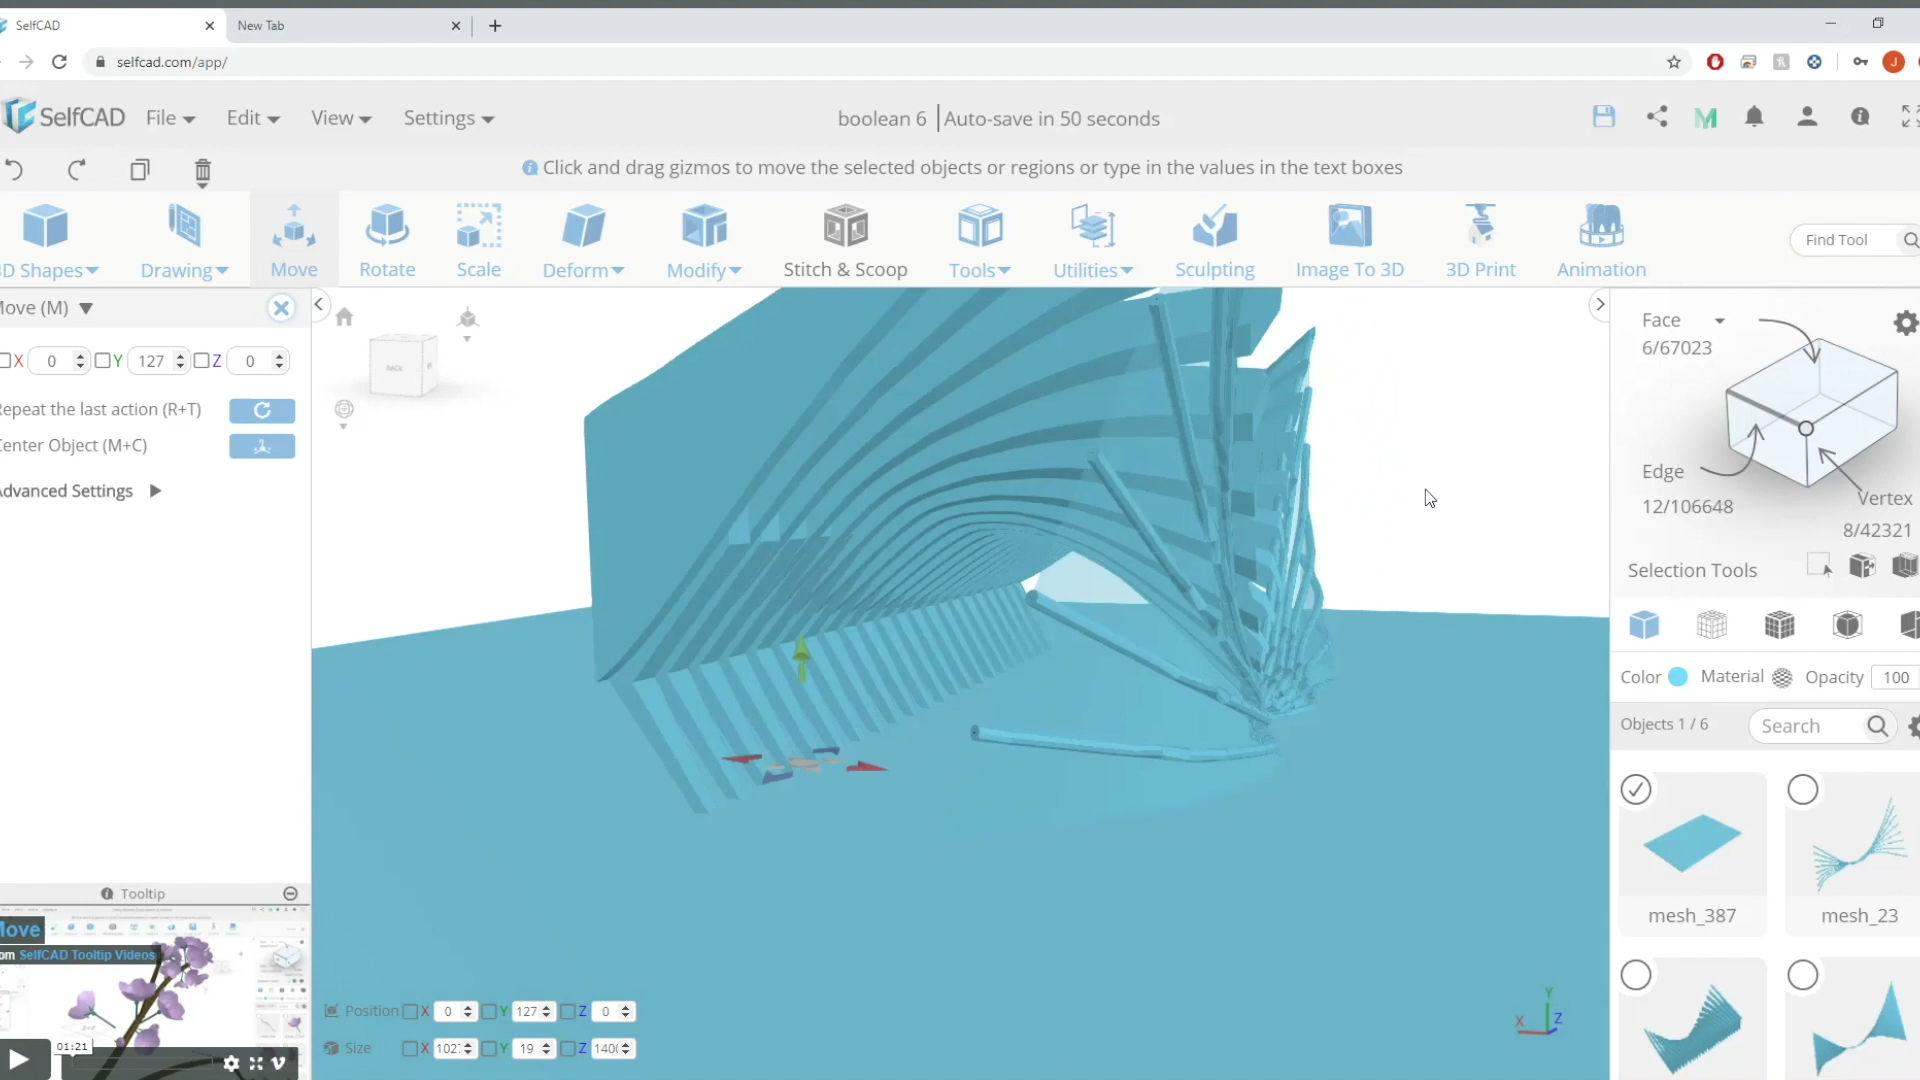 SelfCAD
New Tab
selfcad.com/app/
J
SelfCAD
File
Edit
View
Settings
boolean 6
Auto-save in 50 seconds
Click and drag gizmos to move the selected objects or regions or type in the values in the text boxes
D Shapes
Drawing
Move
Rotate
Scale
Deform
Modify
Stitch & Scoop
Tools
Utilities
Sculpting
Image To 3D
3D Print
Animation
Find Tool
ove (M)
X 0 Y 127 Z 0
epeat the last action (R+T)
enter Object (M+C)
dvanced Settings
BACK
Face
6/67023
Edge
12/106648
Vertex
8/42321
Selection Tools
Color Material Opacity 100
Objects 1 / 6
Search
mesh_387
mesh_23
Tooltip
ove
om SelfCAD Tooltip Videos
01:21
Position X 0 Y 127 Z 0
Size X 102 Y 19 Z 140
X Y Z